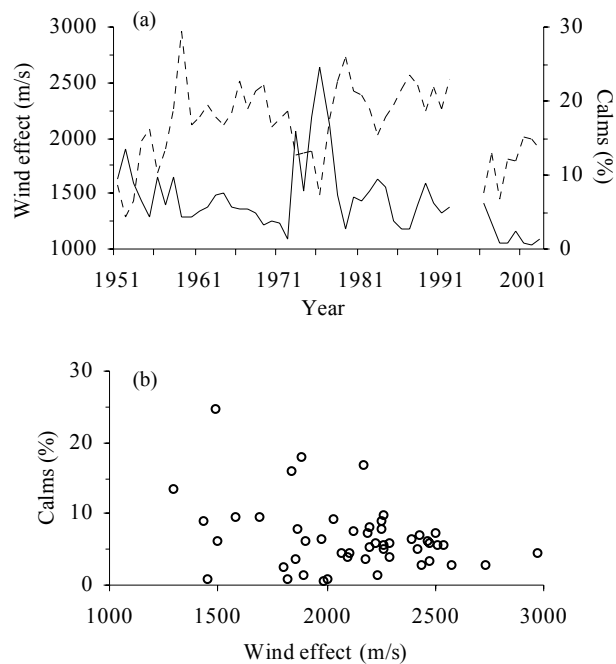 (a)
3000
2500
2000
1500
1000
Wind effect (m/s)
30
20
10
0
Calms (%)
1951 1961 1971 1981 1991 2001
Year
(b)
30
20
10
0
Calms (%)
1000 1500 2000 2500 3000
Wind effect (m/s)